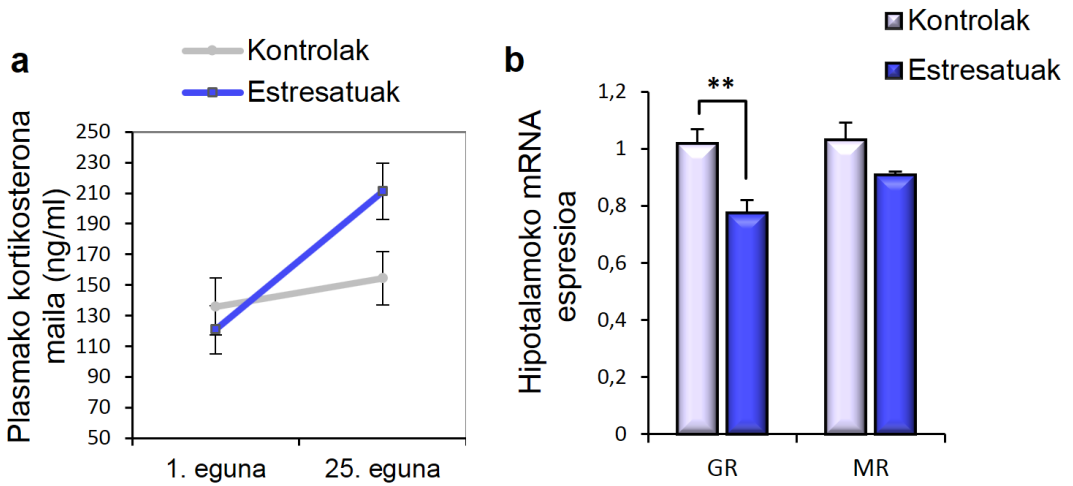 a
Kontrolak
Estresatuak
Plasmako kortikosterona
maila (ng/ml)
250
230
210
190
170
150
130
110
90
70
50
1. eguna
25. eguna
b
Kontrolak
Estresatuak
Hipotalamoko mRNA
espresioa
1,2
1
0,8
0,6
0,4
0,2
0
**
GR
MR